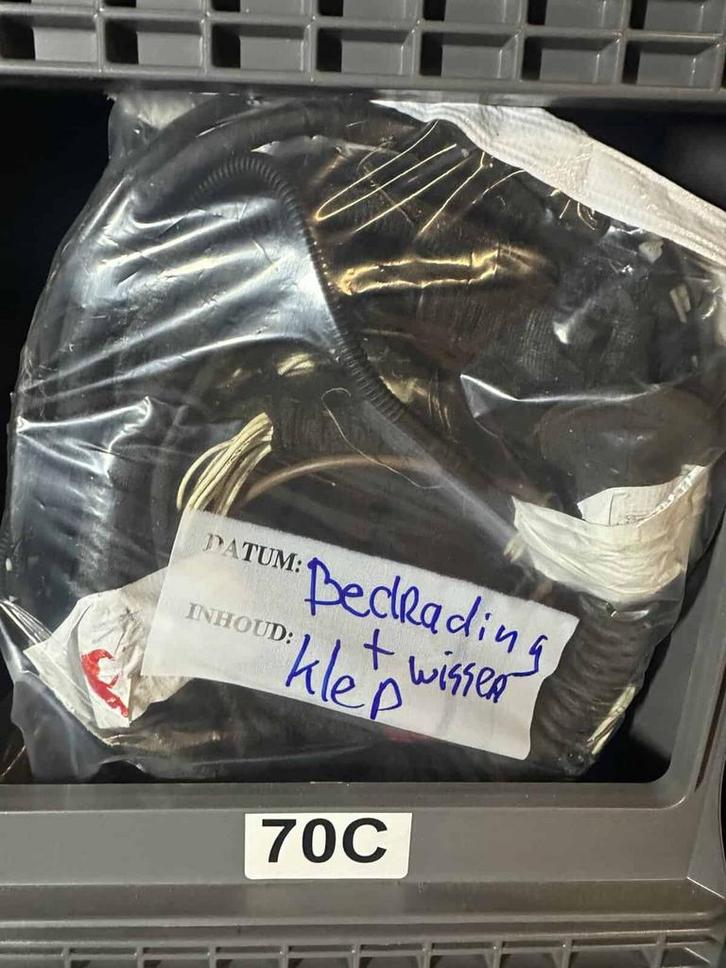 DATUM: Bedrading
INHOUD: + wisser
klep
70C